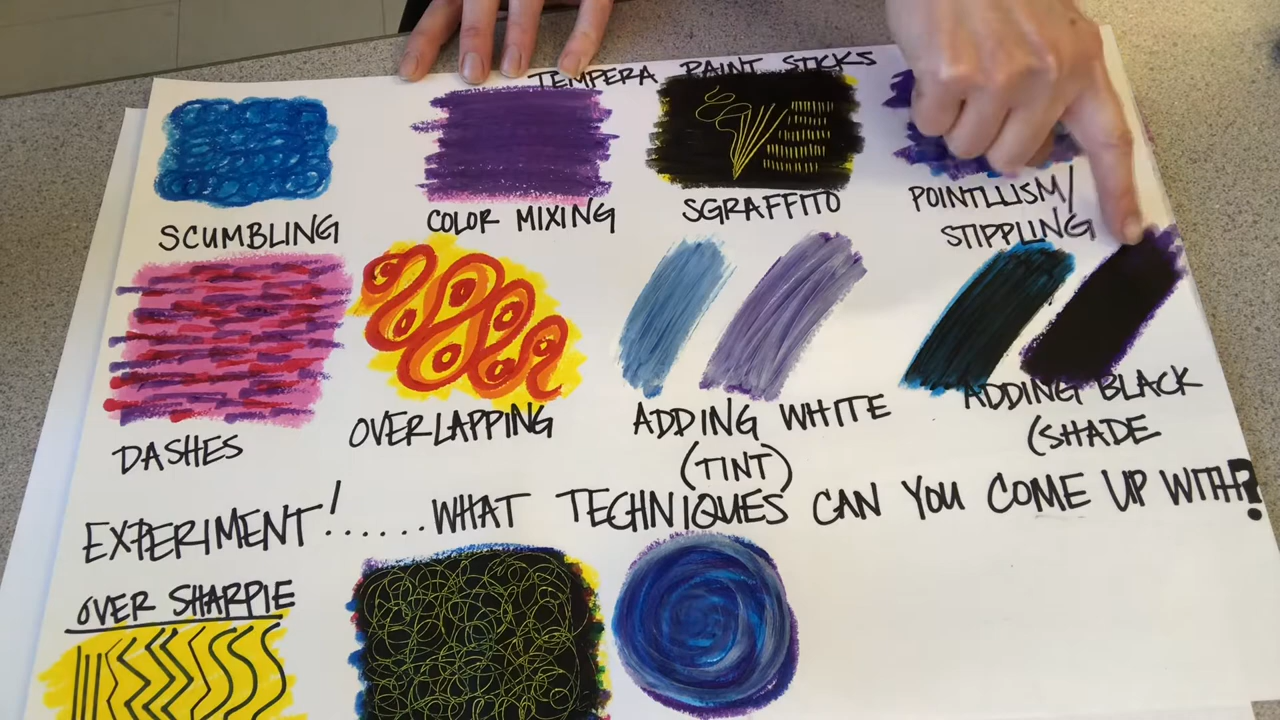 TEMPERA PAINT STICKS
SCUMBLING
COLOR MIXING
SGRAFFITO
POINTLLISM/
STIPPLING
DASHES
OVERLAPPING
ADDING WHITE
(TINT)
ADDING BLACK
(SHADE
EXPERIMENT!.....WHAT TECHNIQUES CAN YOU COME UP WITH?
OVER SHARPIE